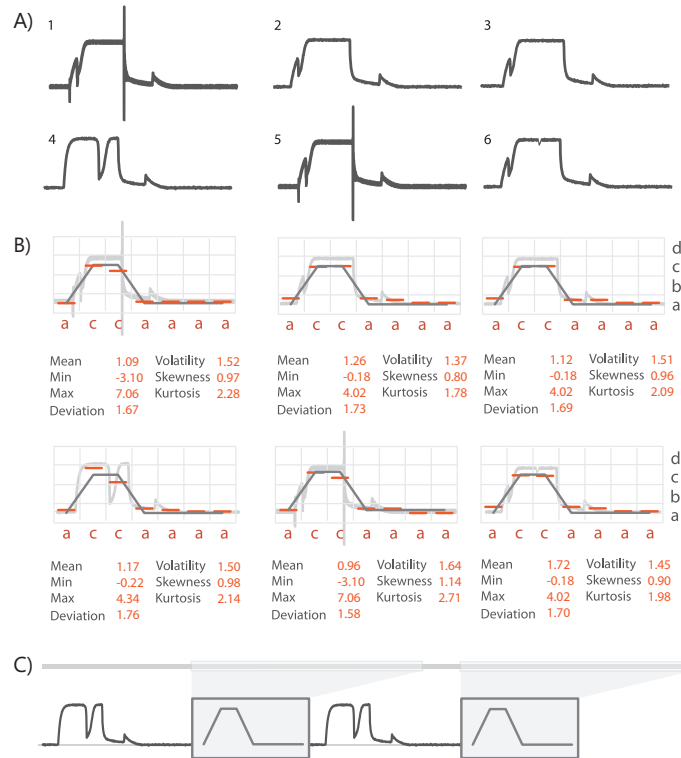 A)
1 2 3
4 5 6
B)
d
c
b
a
a c c a a a a
a c c a a a a
a c c a a a a
Mean 1.09 Volatility 1.52
Min -3.10 Skewness 0.97
Max 7.06 Kurtosis 2.28
Deviation 1.67
Mean 1.26 Volatility 1.37
Min -0.18 Skewness 0.80
Max 4.02 Kurtosis 1.78
Deviation 1.73
Mean 1.12 Volatility 1.51
Min -0.18 Skewness 0.96
Max 4.02 Kurtosis 2.09
Deviation 1.69
d
c
b
a
a c c a a a a
a c c a a a a
a c c a a a a
Mean 1.17 Volatility 1.50
Min -0.22 Skewness 0.98
Max 4.34 Kurtosis 2.14
Deviation 1.76
Mean 0.96 Volatility 1.64
Min -3.10 Skewness 1.14
Max 7.06 Kurtosis 2.71
Deviation 1.58
Mean 1.72 Volatility 1.45
Min -0.18 Skewness 0.90
Max 4.02 Kurtosis 1.98
Deviation 1.70
C)